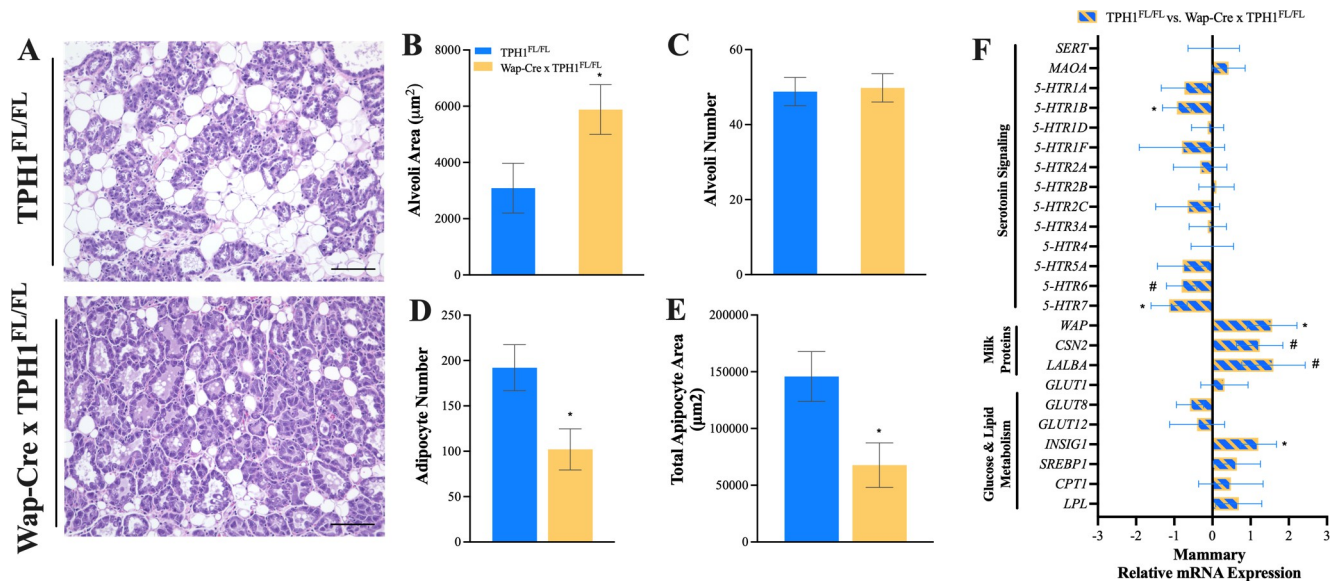 A
TPH1FL/FL
Wap-Cre x TPH1FL/FL
B
Alveoli Area (μm2)
8000
6000
4000
2000
0
TPH1FL/FL
Wap-Cre x TPH1FL/FL
*
C
Alveoli Number
60
40
20
0
D
Adipocyte Number
250
200
150
100
50
0
*
E
Total Apipocyte Area
(μm2)
200000
150000
100000
50000
0
*
F
TPH1FL/FL vs. Wap-Cre x TPH1FL/FL
Serotonin Signaling
SERT
MAOA
5-HTR1A
5-HTR1B *
5-HTR1D
5-HTR1F
5-HTR2A
5-HTR2B
5-HTR2C
5-HTR3A
5-HTR4
5-HTR5A
5-HTR6 #
5-HTR7 *
Milk
Proteins
WAP *
CSN2 #
LALBA #
Glucose & Lipid
Metabolism
GLUT1
GLUT8
GLUT12
INSIG1 *
SREBP1
CPT1
LPL
-3 -2 -1 0 1 2 3
Mammary
Relative mRNA Expression